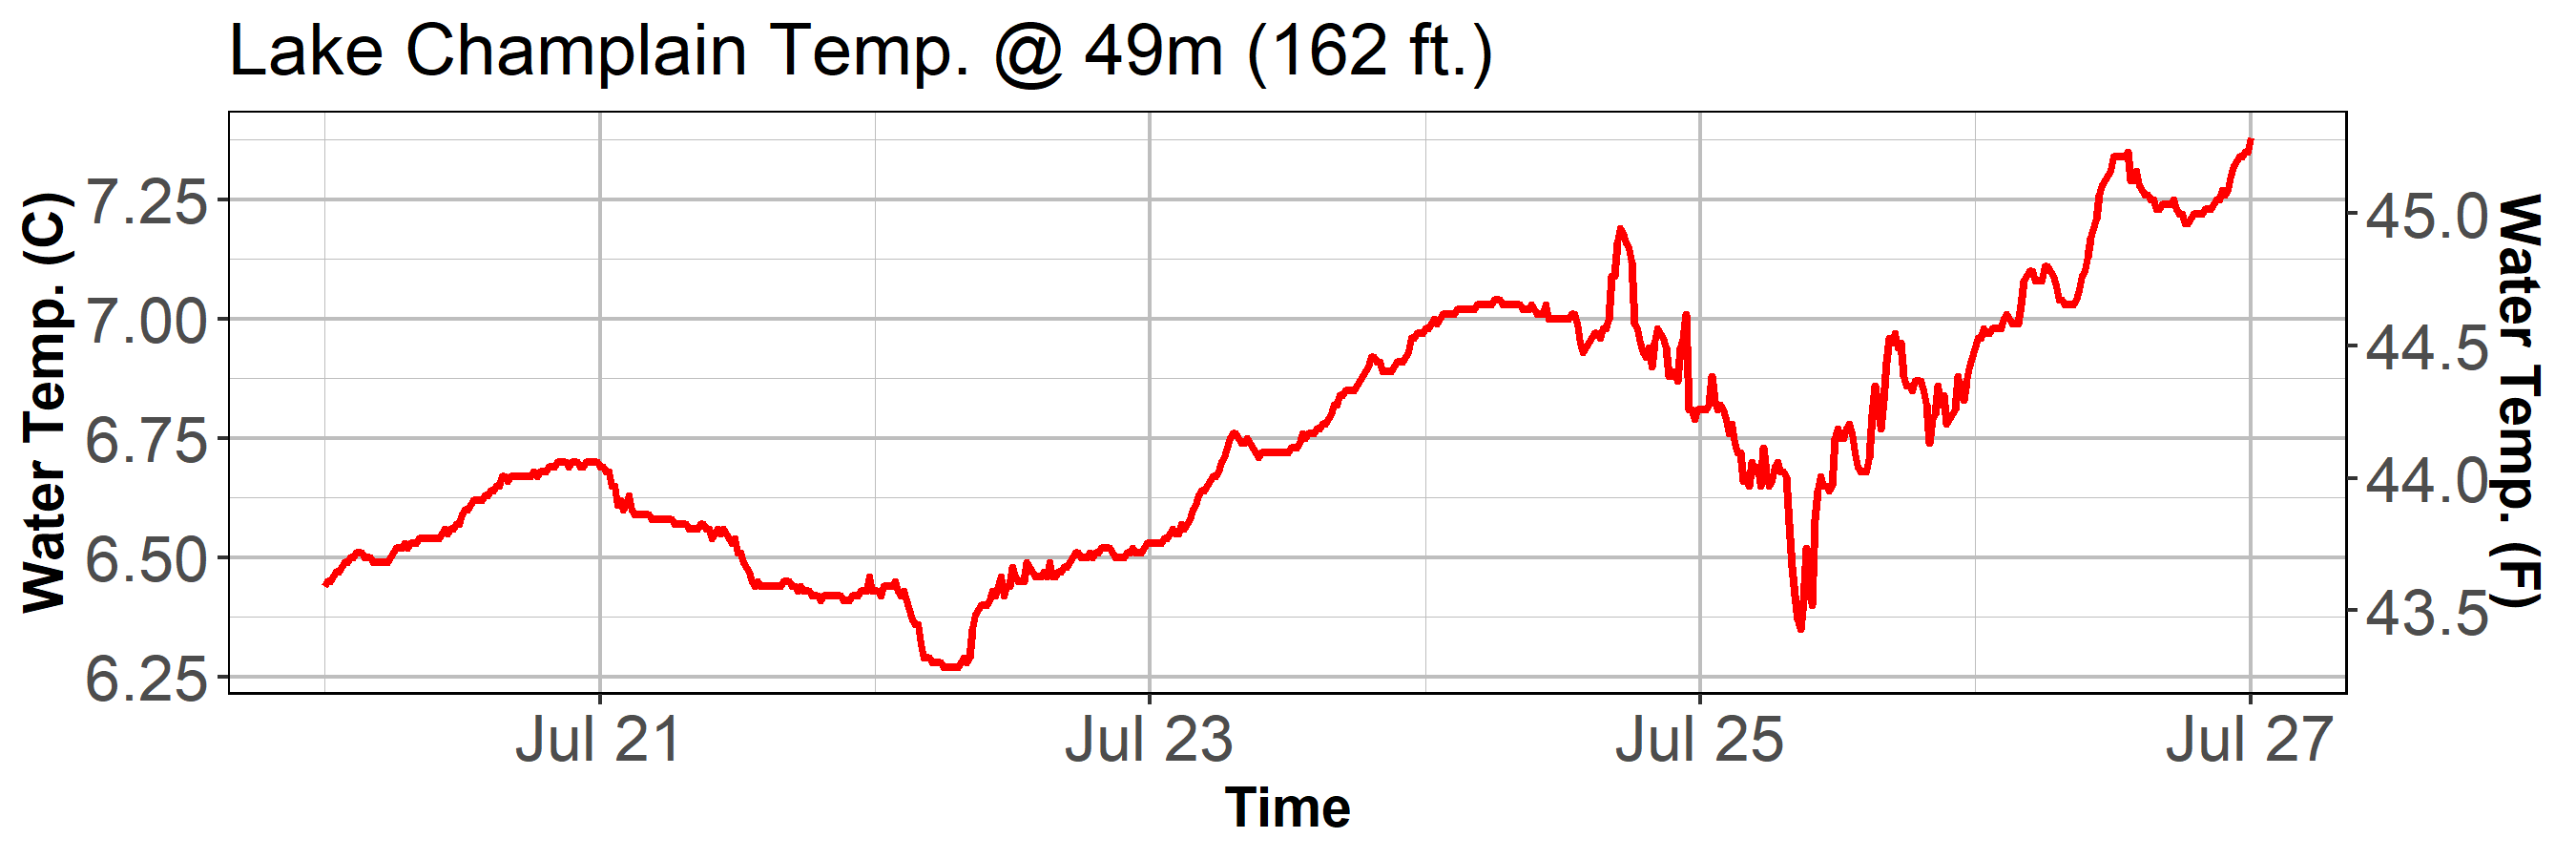 Lake Champlain Temp. @ 49m (162 ft.)
Water Temp. (C)
7.25
7.00
6.75
6.50
6.25
45.0
44.5
44.0
43.5
Water Temp. (F)
Jul 21 Jul 23 Jul 25 Jul 27
Time